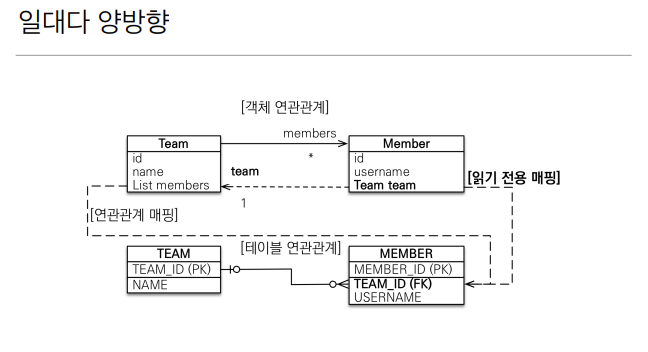 일대다 양방향
[객체 연관관계]
Team
id
name
List members
members
*
team
1
Member
id
username
Team team
[읽기 전용 매핑]
[연관관계 매핑]
[테이블 연관관계]
TEAM
TEAM_ID (PK)
NAME
MEMBER
MEMBER_ID (PK)
TEAM_ID (FK)
USERNAME